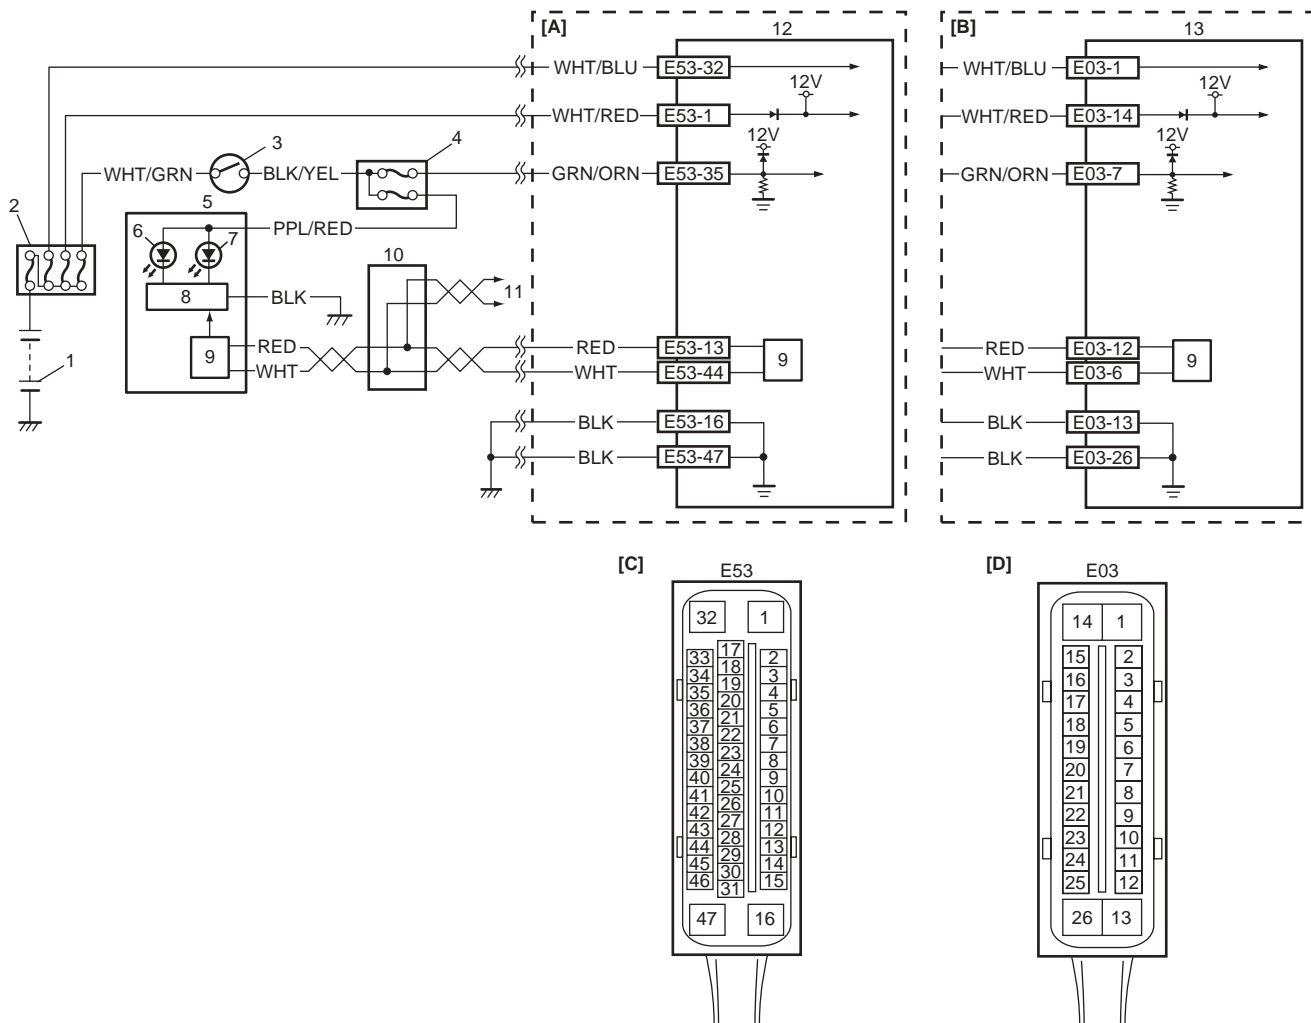 [A]
12
[B]
13
WHT/BLU E53-32
WHT/BLU E03-1
12V
12V
WHT/RED E53-1
WHT/RED E03-14
12V
12V
3
4
WHT/GRN
BLK/YEL
GRN/ORN E53-35
GRN/ORN E03-7
2
5
6
7
PPL/RED
10
8
BLK
11
1
9
RED
WHT
RED E53-13
WHT E53-44
9
RED E03-12
WHT E03-6
9
BLK E53-16
BLK E03-13
BLK E53-47
BLK E03-26
[C]
E53
32 1
17
33 2
18
34 3
19
35 4
20
36 5
21
37 6
22
38 7
23
39 8
24
40 9
25
41 10
26
42 11
27
43 12
28
44 13
29
45 14
30
46 15
31
47 16
[D]
E03
14 1
15 2
16 3
17 4
18 5
19 6
20 7
21 8
22 9
23 10
24 11
25 12
26 13